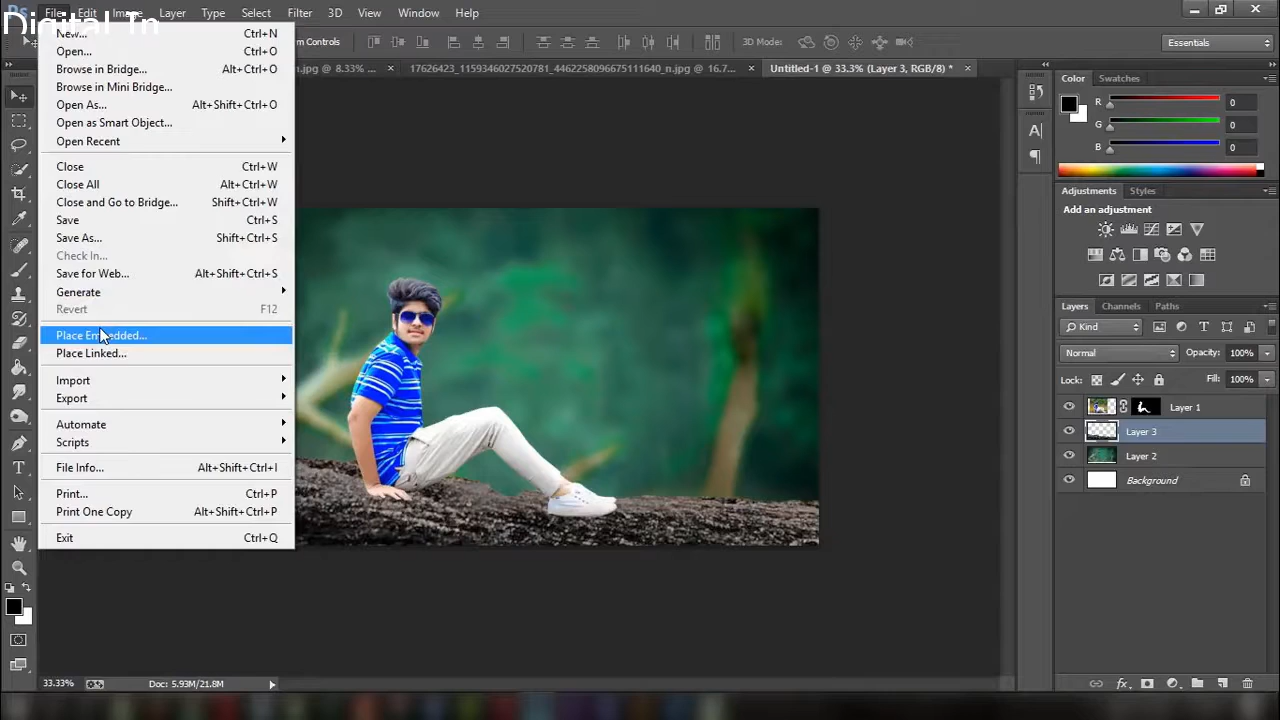 Ps File Edit Image Layer Type Select Filter 3D View Window Help
m Controls
3D Mode:
Essentials
n.jpg @ 8.33% ...
17626423_1159346027520781_4462258096675111640_n.jpg @ 16.7...
Untitled-1 @ 33.3% (Layer 3, RGB/8) *
New... Ctrl+N
Open... Ctrl+O
Browse in Bridge... Alt+Ctrl+O
Browse in Mini Bridge...
Open As... Alt+Shift+Ctrl+O
Open as Smart Object...
Open Recent
Close Ctrl+W
Close All Alt+Ctrl+W
Close and Go to Bridge... Shift+Ctrl+W
Save Ctrl+S
Save As... Shift+Ctrl+S
Check In...
Save for Web... Alt+Shift+Ctrl+S
Generate
Revert F12
Place Embedded...
Place Linked...
Import
Export
Automate
Scripts
File Info... Alt+Shift+Ctrl+I
Print... Ctrl+P
Print One Copy Alt+Shift+Ctrl+P
Exit Ctrl+Q
Color Swatches
R 0
G 0
B 0
Adjustments Styles
Add an adjustment
Layers Channels Paths
Kind
Normal Opacity: 100%
Lock: Fill: 100%
Layer 1
Layer 3
Layer 2
Background
33.33% Doc: 5.93M/21.8M